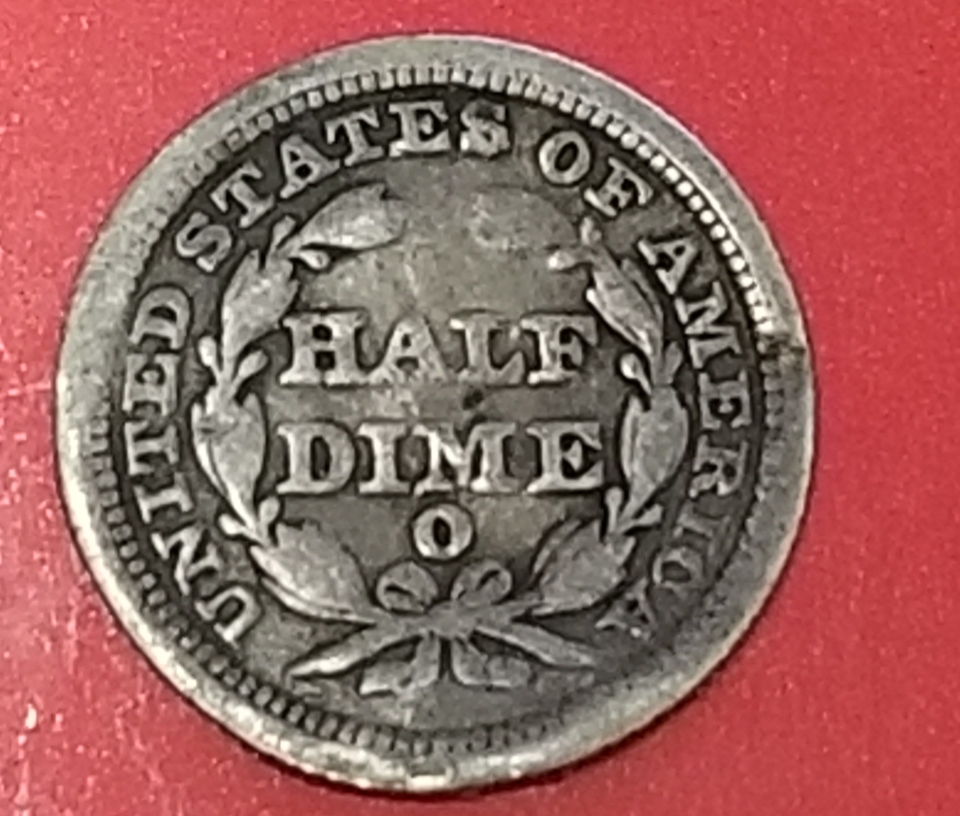 UNITED STATES OF AMERICA
HALF
DIME
O